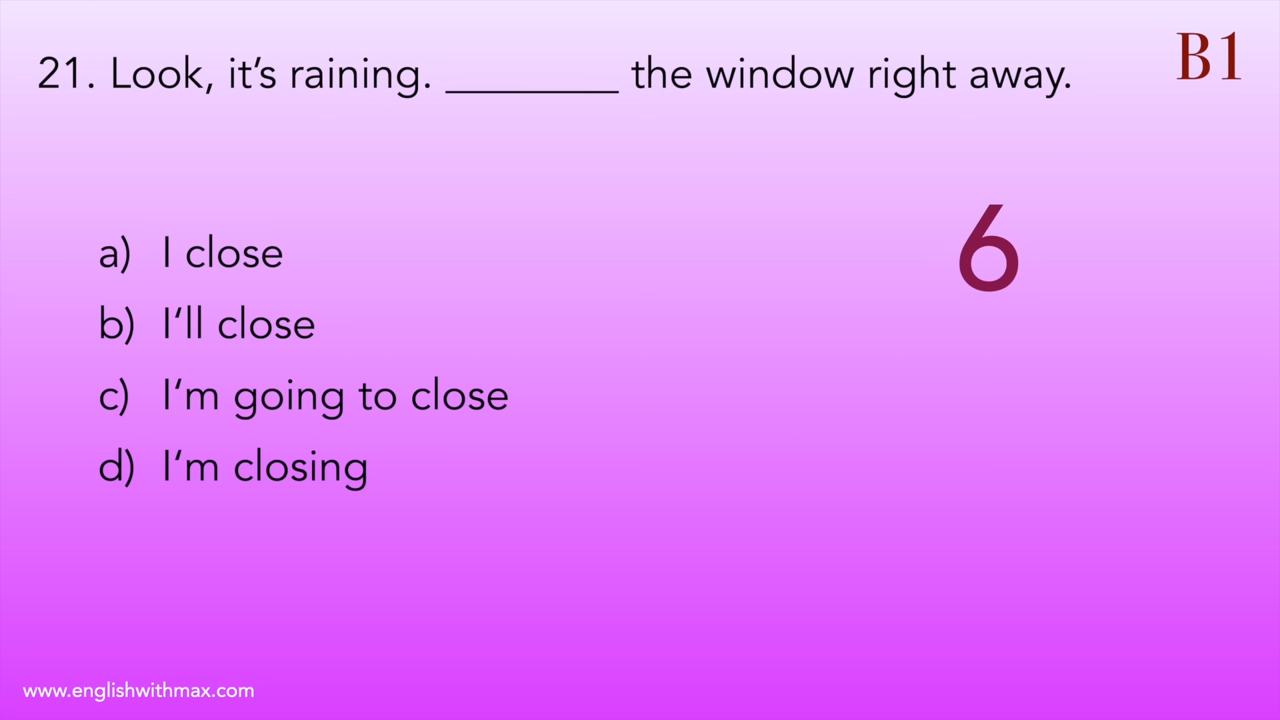 21. Look, it’s raining. ________ the window right away.
B1
6
a) I close
b) I‘ll close
c) I‘m going to close
d) I‘m closing
www.englishwithmax.com